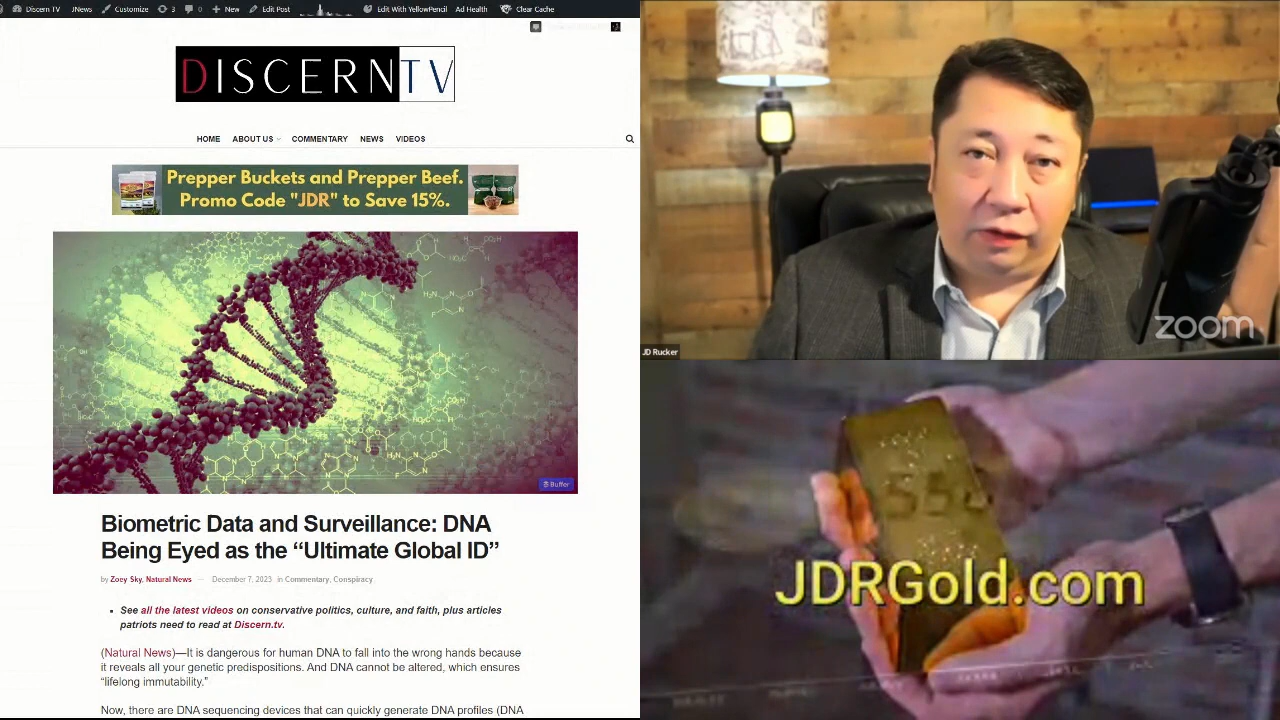 Discern TV JNews Customize 3 0 New Edit Post Edit With YellowPencil Ad Health Clear Cache
DISCERNTV
HOME ABOUT US COMMENTARY NEWS VIDEOS
Prepper Buckets and Prepper Beef.
Promo Code "JDR" to Save 15%.
Buffer
Biometric Data and Surveillance: DNA
Being Eyed as the “Ultimate Global ID”
by Zoey Sky, Natural News — December 7, 2023 in Commentary, Conspiracy
See all the latest videos on conservative politics, culture, and faith, plus articles
patriots need to read at Discern.tv.
(Natural News)—It is dangerous for human DNA to fall into the wrong hands because
it reveals all your genetic predispositions. And DNA cannot be altered, which ensures
“lifelong immutability.”
Now, there are DNA sequencing devices that can quickly generate DNA profiles (DNA
zoom
JD Rucker
JDRGold.com